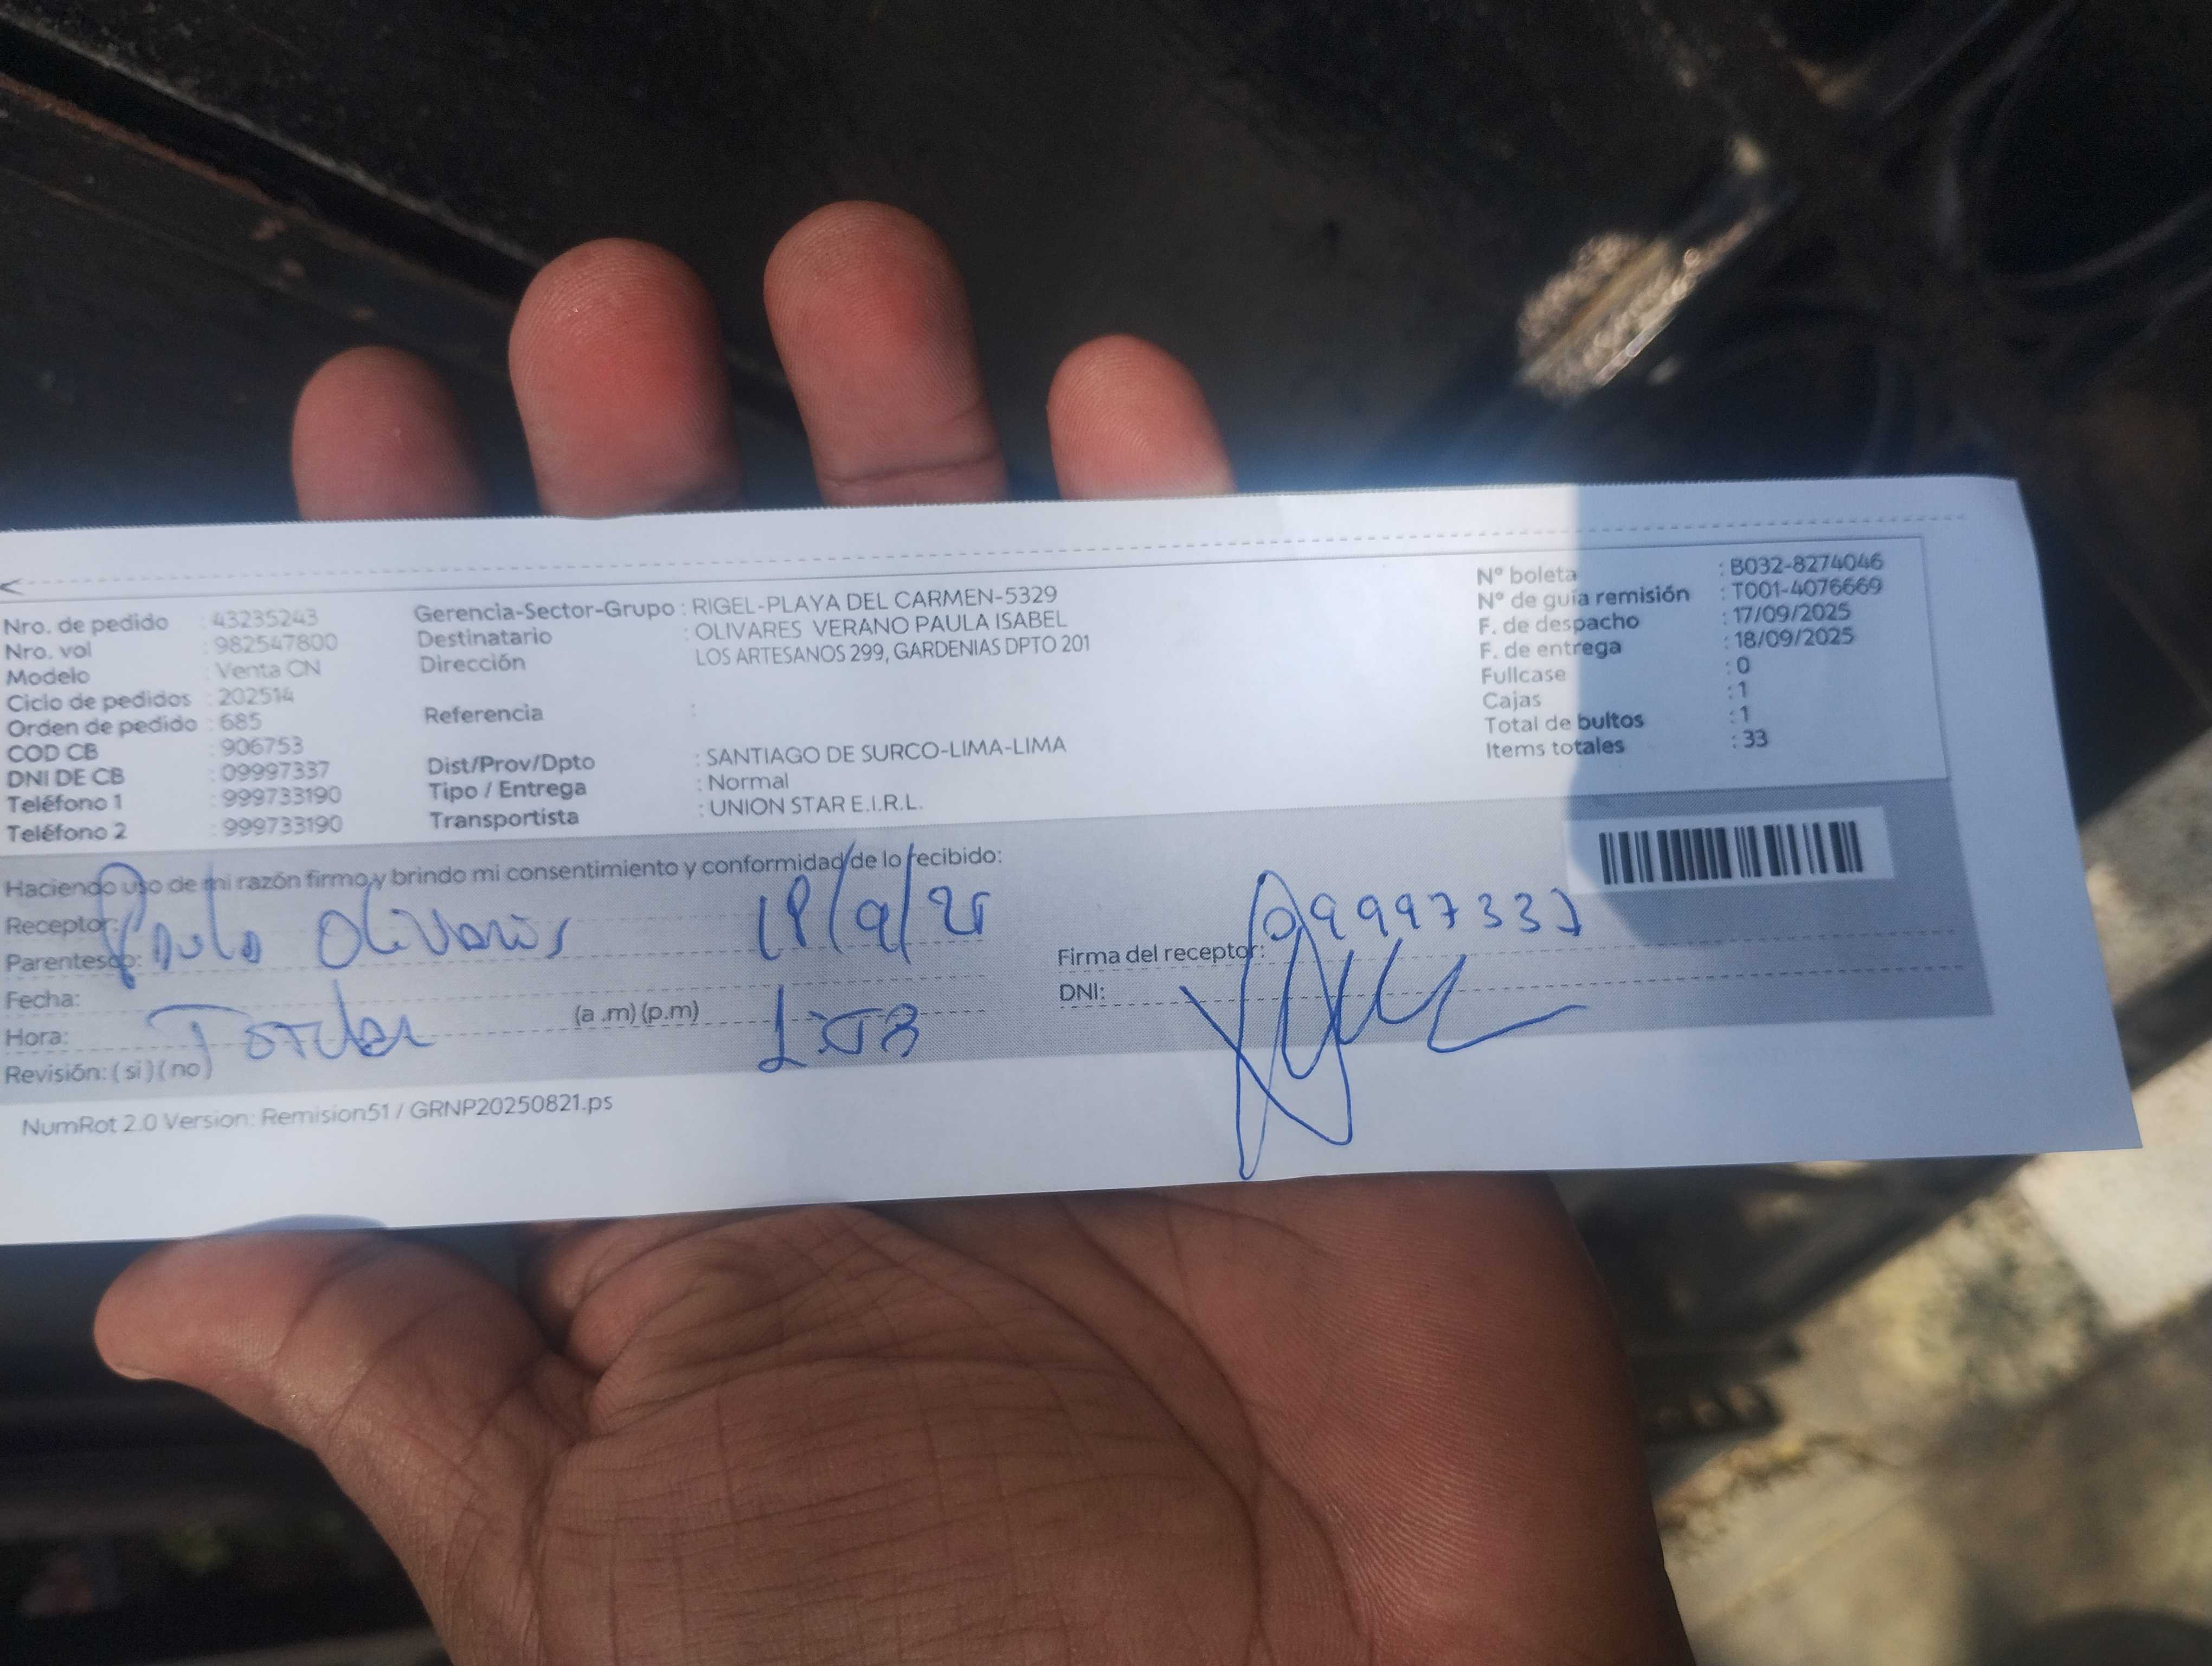 Nro. de pedido : 43235243
Nro. vol : 982547800
Modelo : Venta CN
Ciclo de pedidos : 202514
Orden de pedido : 685
COD CB : 906753
DNI DE CB : 09997337
Teléfono 1 : 999733190
Teléfono 2 : 999733190
Gerencia-Sector-Grupo : RIGEL-PLAYA DEL CARMEN-5329
Destinatario : OLIVARES VERANO PAULA ISABEL
Dirección LOS ARTESANOS 299, GARDENIAS DPTO 201
Referencia :
Dist/Prov/Dpto : SANTIAGO DE SURCO-LIMA-LIMA
Tipo / Entrega : Normal
Transportista : UNION STAR E.I.R.L.
N° boleta : B032-8274046
N° de guía remisión : T001-4076669
F. de despacho : 17/09/2025
F. de entrega : 18/09/2025
Fullcase : 0
Cajas : 1
Total de bultos : 1
Items totales : 33
Haciendo uso de mi razón firmo y brindo mi consentimiento y conformidad de lo recibido:
Receptor: Paula Olivares
Parentesco:
Fecha:
Hora: (a .m) (p.m)
Revisión: ( si ) ( no )
Firma del receptor: 09997337
DNI:
NumRot 2.0 Version: Remision51 / GRNP20250821.ps